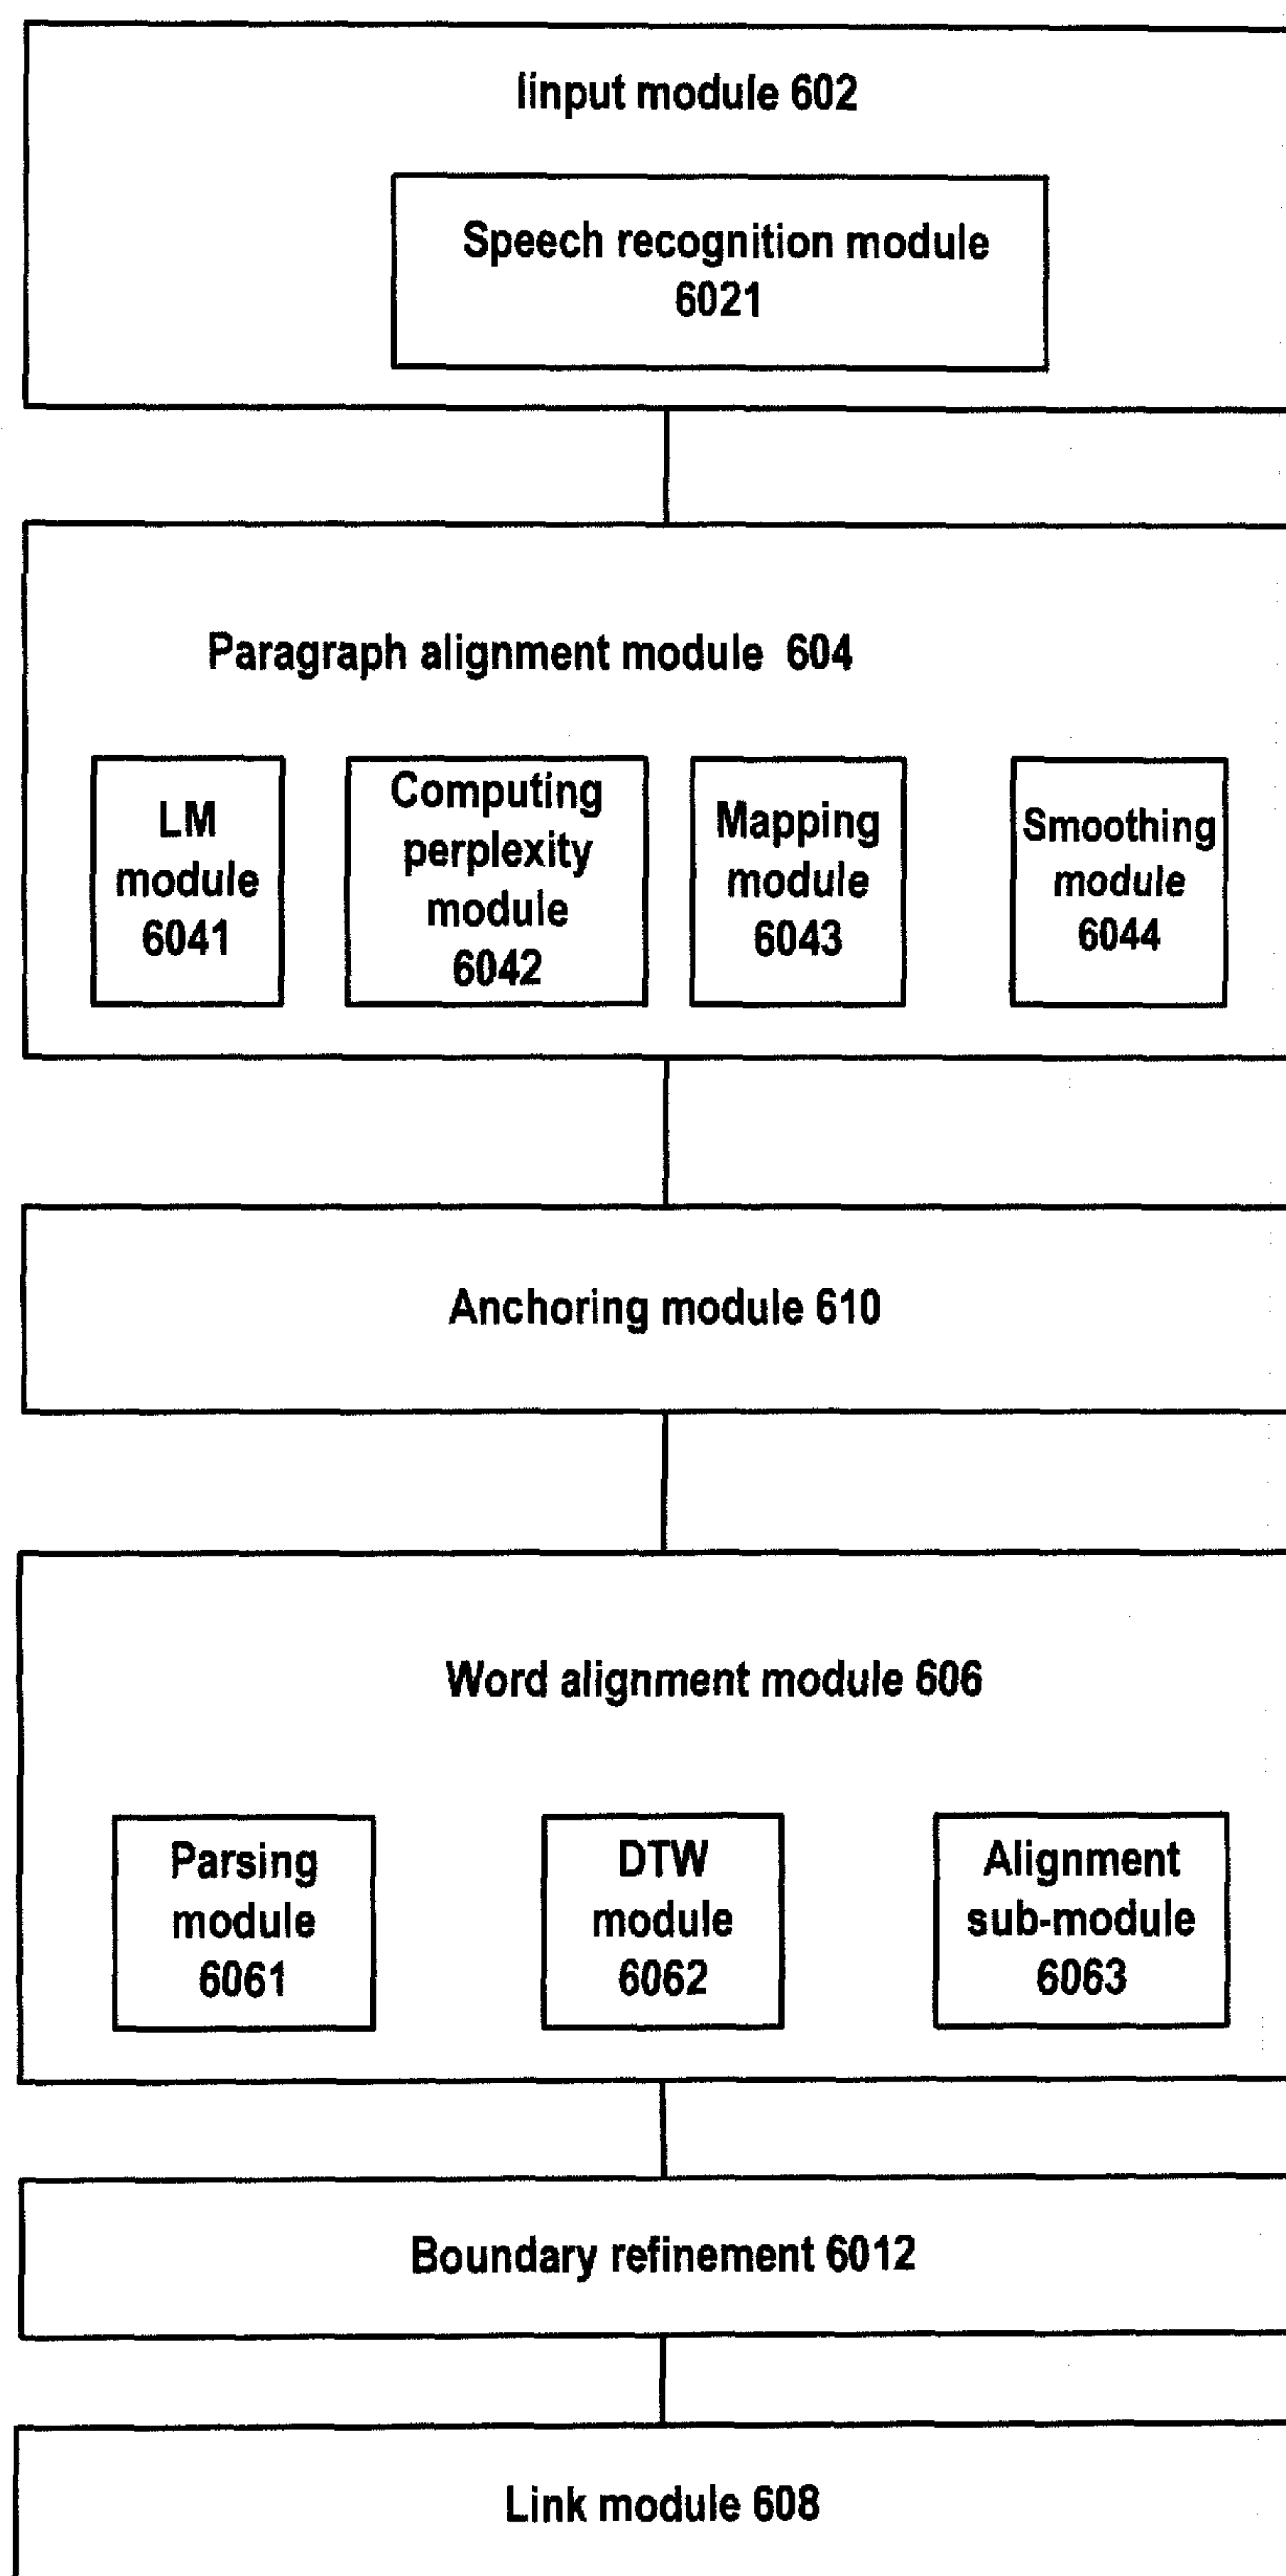 Iinput module 602
Speech recognition module
6021
Paragraph alignment module 604
LM
module
6041
Computing
perplexity
module
6042
Mapping
module
6043
Smoothing
module
6044
Anchoring module 610
Word alignment module 606
Parsing
module
6061
DTW
module
6062
Alignment
sub-module
6063
Boundary refinement 6012
Link module 608